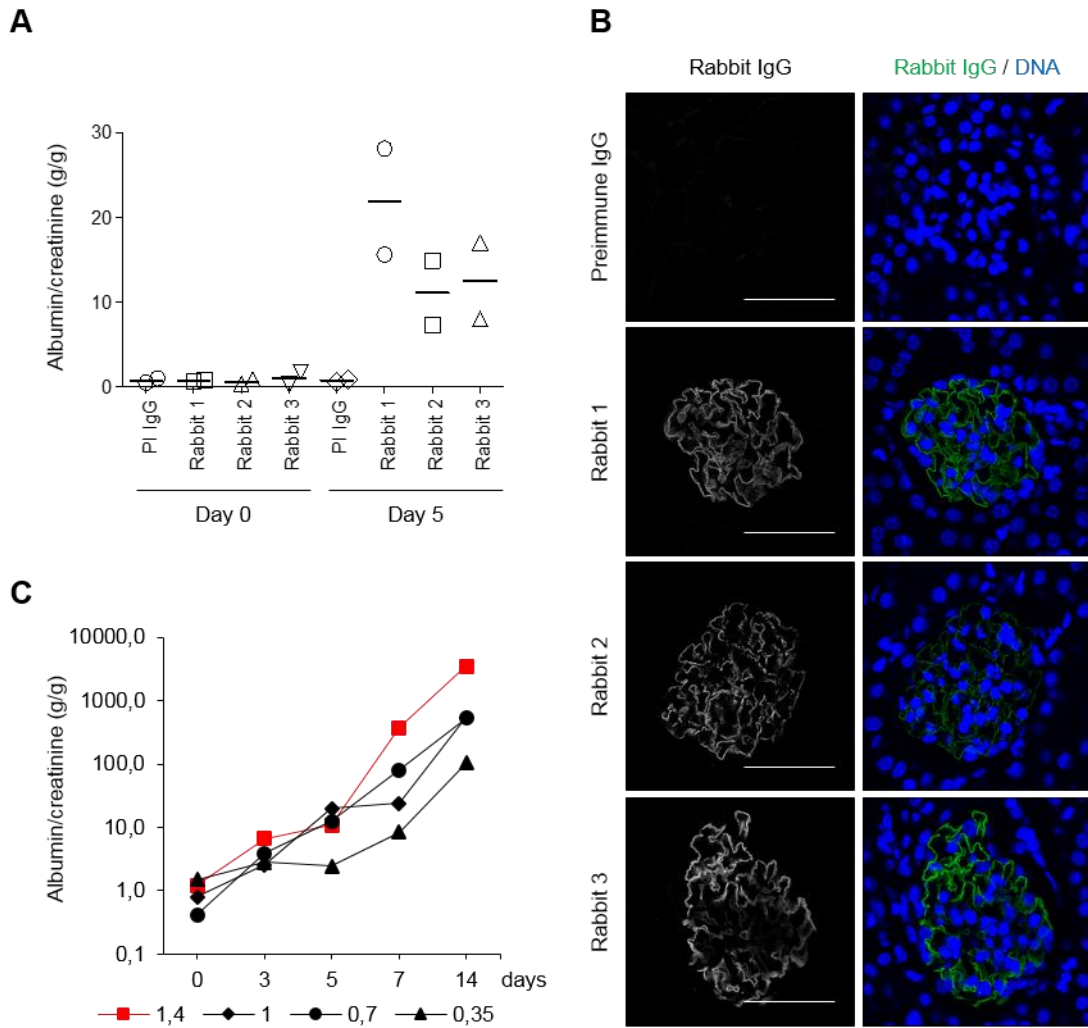 A
Albumin/creatinine (g/g)
30
20
10
0
PI IgG
Rabbit 1
Rabbit 2
Rabbit 3
PI IgG
Rabbit 1
Rabbit 2
Rabbit 3
Day 0
Day 5
B
Rabbit IgG
Rabbit IgG / DNA
Preimmune IgG
Rabbit 1
Rabbit 2
Rabbit 3
C
Albumin/creatinine (g/g)
10000,0
1000,0
100,0
10,0
1,0
0,1
0 3 5 7 14 days
1,4 1 0,7 0,35